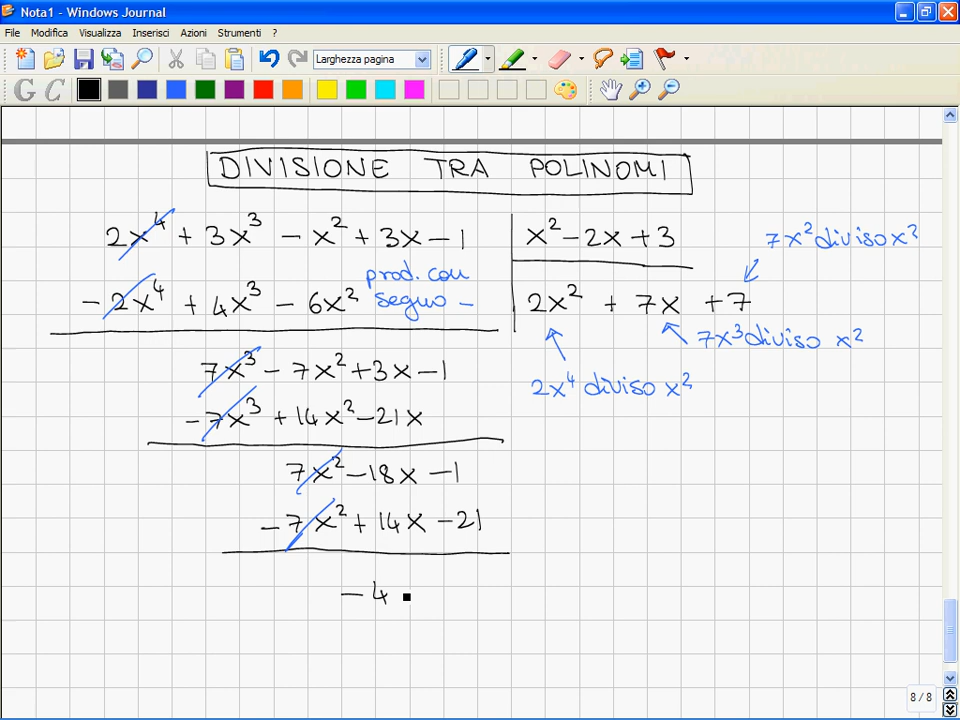 Nota1 - Windows Journal
File Modifica Visualizza Inserisci Azioni Strumenti ?
Larghezza pagina
G C
DIVISIONE TRA POLINOMI
2x⁴ + 3x³ - x² + 3x - 1 x² - 2x + 3
7x² diviso x²
prod. con
segno -
- 2x⁴ + 4x³ - 6x² 2x² + 7x + 7
7x³ diviso x²
7x³ - 7x² + 3x - 1
2x⁴ diviso x²
- 7x³ + 14x² - 21x
7x² - 18x - 1
- 7x² + 14x - 21
- 4
8 / 8